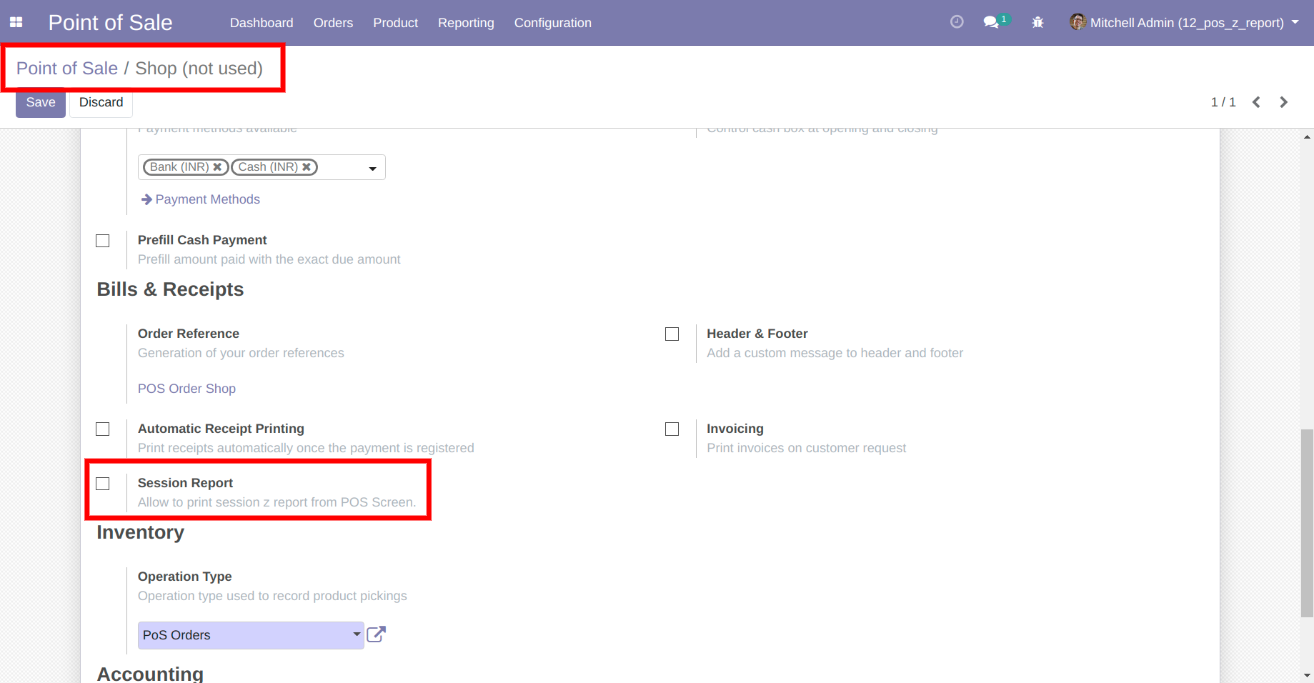 Point of Sale Dashboard Orders Product Reporting Configuration 1 Mitchell Admin (12_pos_z_report)
Point of Sale / Shop (not used)
Save Discard 1 / 1
Payment methods available Control cash box at opening and closing
Bank (INR) Cash (INR)
Payment Methods
Prefill Cash Payment
Prefill amount paid with the exact due amount
Bills & Receipts
Order Reference Header & Footer
Generation of your order references Add a custom message to header and footer
POS Order Shop
Automatic Receipt Printing Invoicing
Print receipts automatically once the payment is registered Print invoices on customer request
Session Report
Allow to print session z report from POS Screen.
Inventory
Operation Type
Operation type used to record product pickings
PoS Orders
Accounting